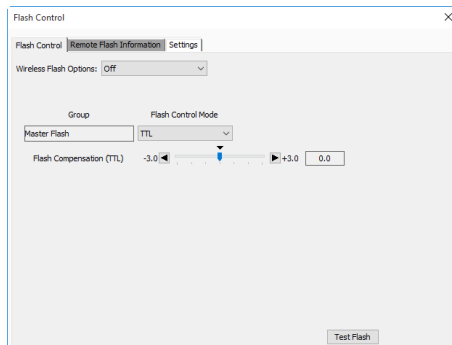 Flash Control
Flash Control Remote Flash Information Settings
Wireless Flash Options: Off
Group Flash Control Mode
Master Flash TTL
Flash Compensation (TTL) -3.0 +3.0 0.0
Test Flash